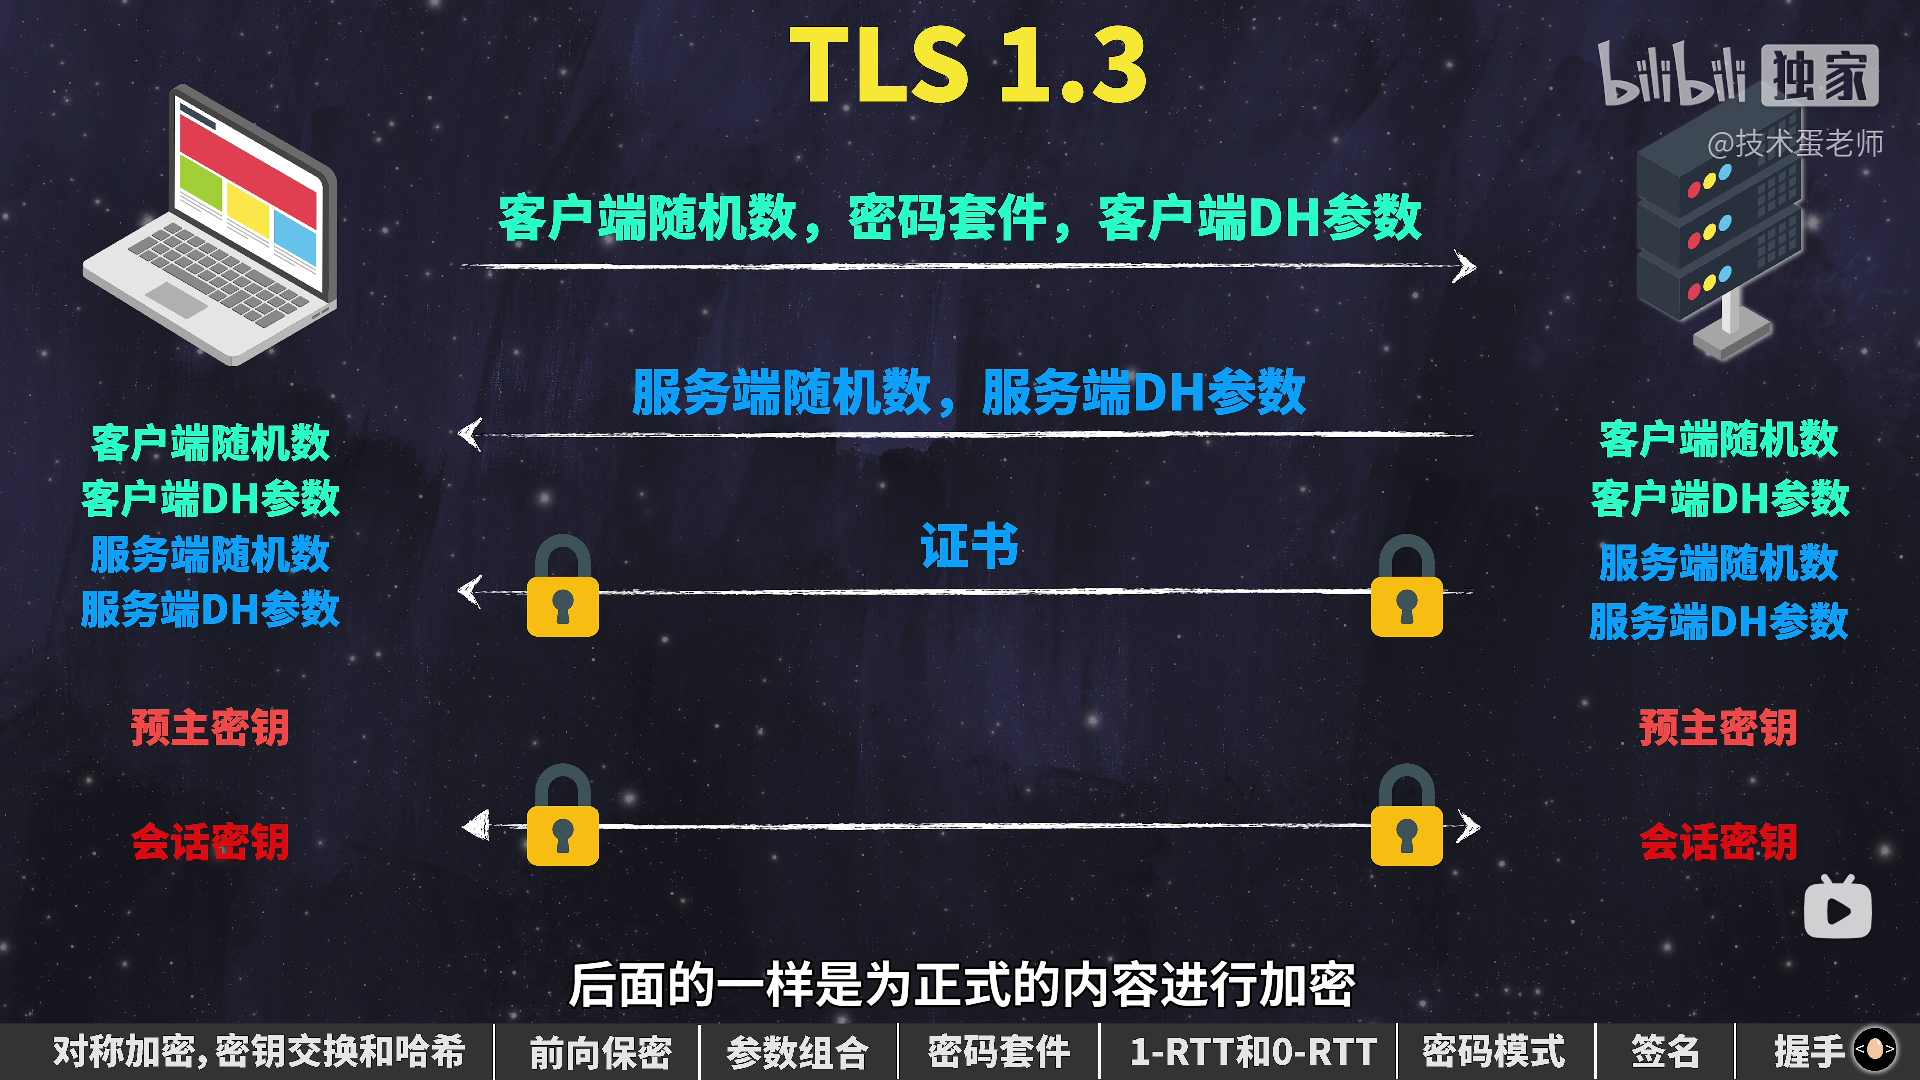 TLS 1.3
bilibili 独家
@技术蛋老师
客户端随机数，密码套件，客户端DH参数
服务端随机数，服务端DH参数
证书
客户端随机数
客户端DH参数
服务端随机数
服务端DH参数
预主密钥
会话密钥
客户端随机数
客户端DH参数
服务端随机数
服务端DH参数
预主密钥
会话密钥
后面的一样是为正式的内容进行加密
对称加密,密钥交换和哈希
前向保密
参数组合
密码套件
1-RTT和0-RTT
密码模式
签名
握手